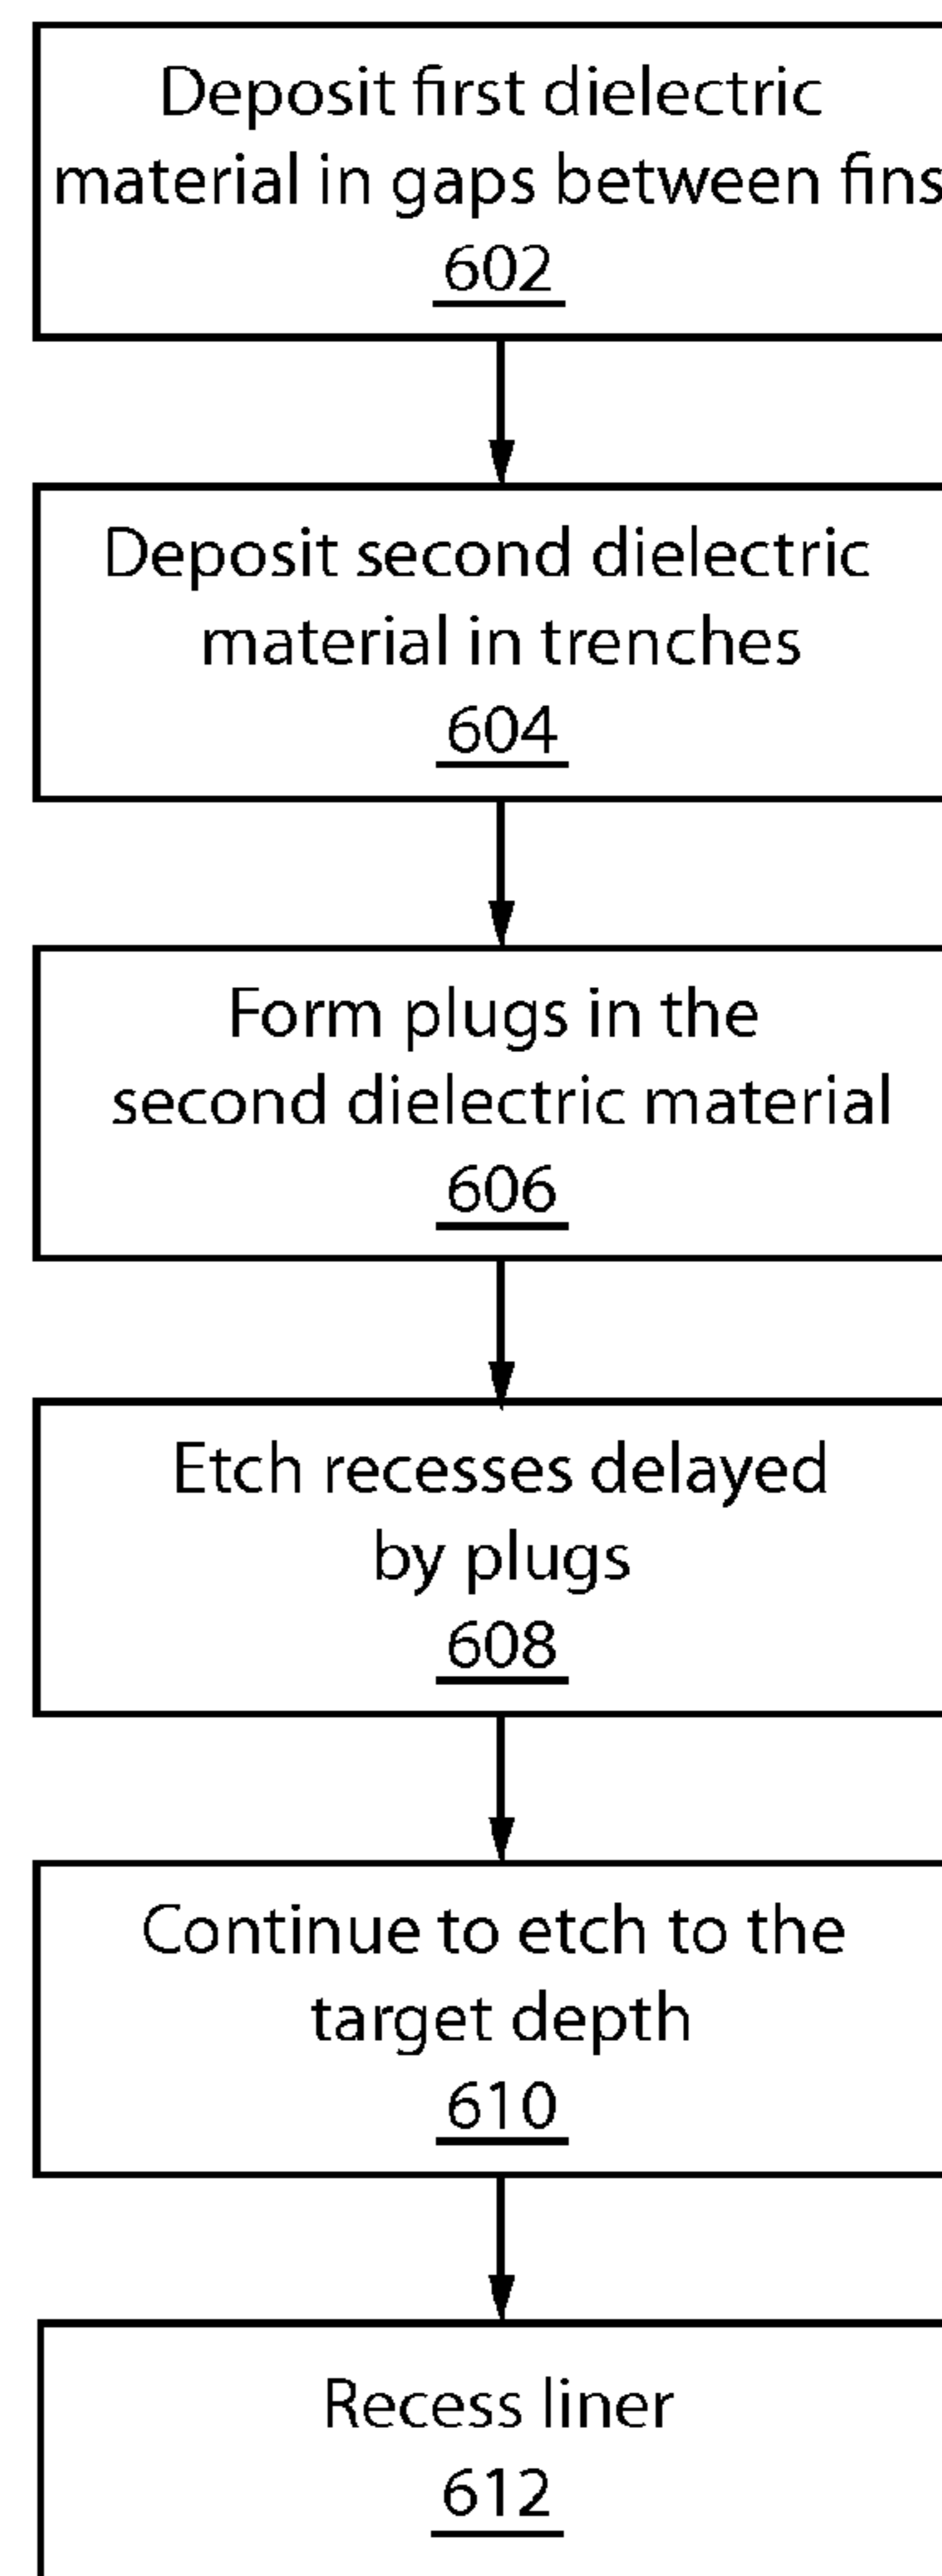 Deposit first dielectric
material in gaps between fins
602
Deposit second dielectric
material in trenches
604
Form plugs in the
second dielectric material
606
Etch recesses delayed
by plugs
608
Continue to etch to the
target depth
610
Recess liner
612